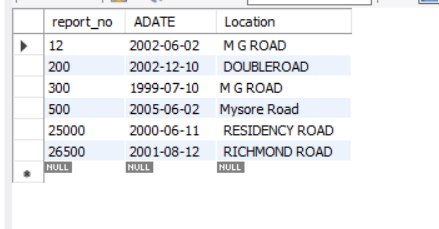 report_no ADATE Location
12 2002-06-02 M G ROAD
200 2002-12-10 DOUBLEROAD
300 1999-07-10 M G ROAD
500 2005-06-02 Mysore Road
25000 2000-06-11 RESIDENCY ROAD
26500 2001-08-12 RICHMOND ROAD
NULL NULL NULL